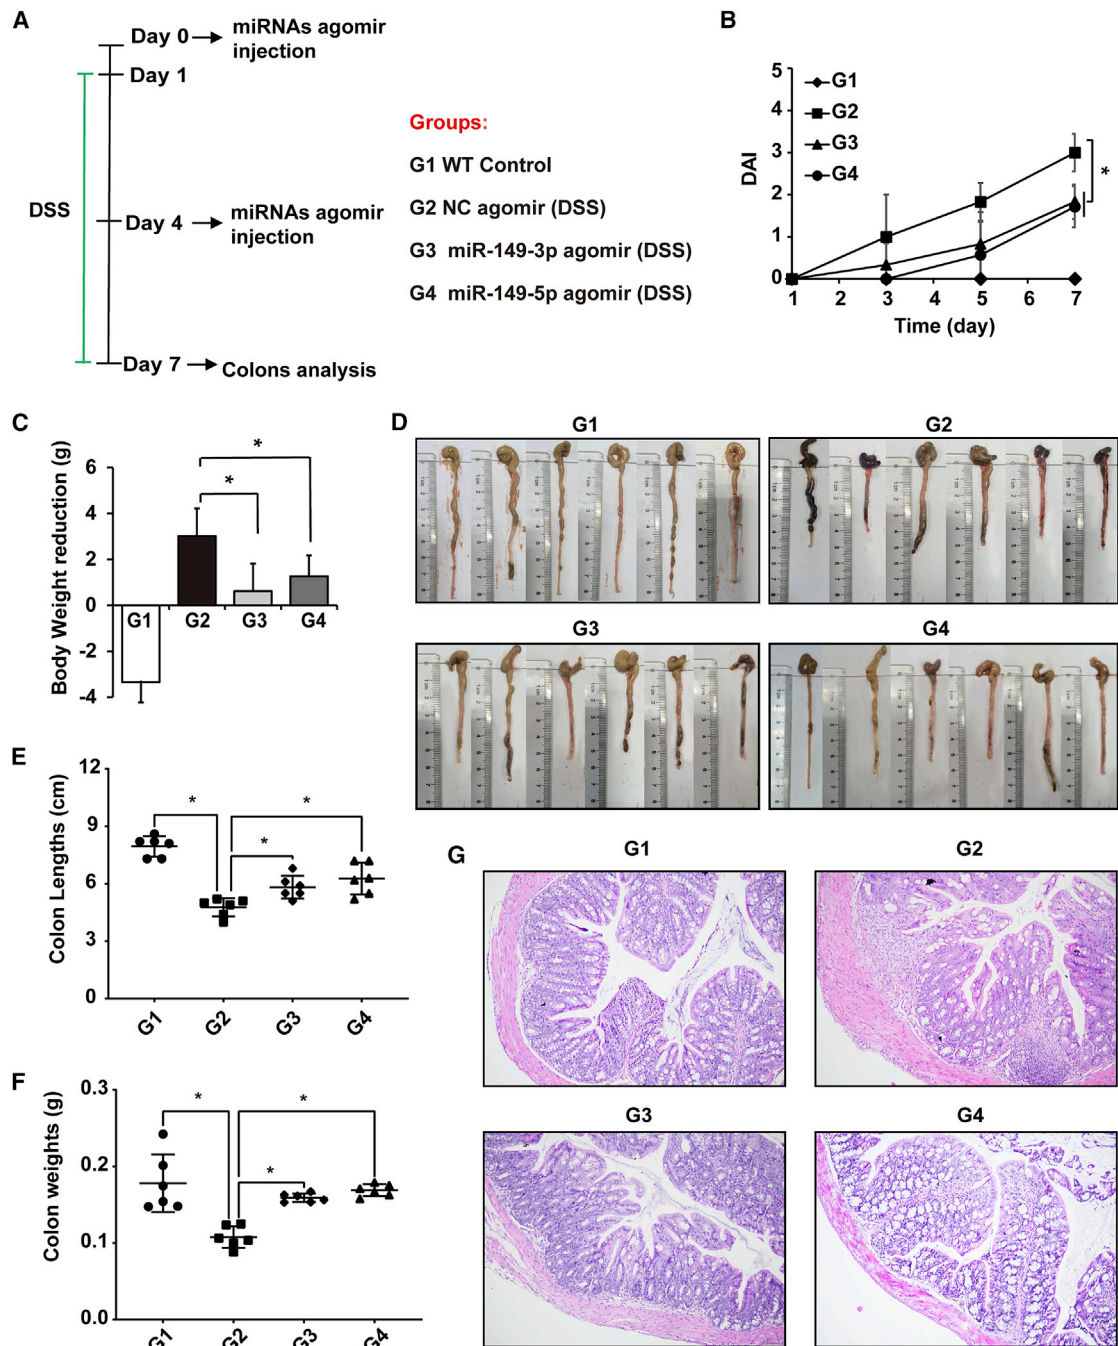 A
Day 0
miRNAs agomir
injection
Day 1
DSS
Day 4
miRNAs agomir
injection
Day 7
Colons analysis
Groups:
G1 WT Control
G2 NC agomir (DSS)
G3 miR-149-3p agomir (DSS)
G4 miR-149-5p agomir (DSS)
B
DAI
5
4
3
2
1
0
G1
G2
G3
G4
*
1 2 3 4 5 6 7
Time (day)
C
Body Weight reduction (g)
6
4
2
0
-2
-4
*
*
G1 G2 G3 G4
D
G1
G2
G3
G4
E
Colon Lengths (cm)
12
9
6
3
0
*
*
*
G1 G2 G3 G4
F
Colon weights (g)
0.3
0.2
0.1
0.0
*
*
*
G1 G2 G3 G4
G
G1
G2
G3
G4